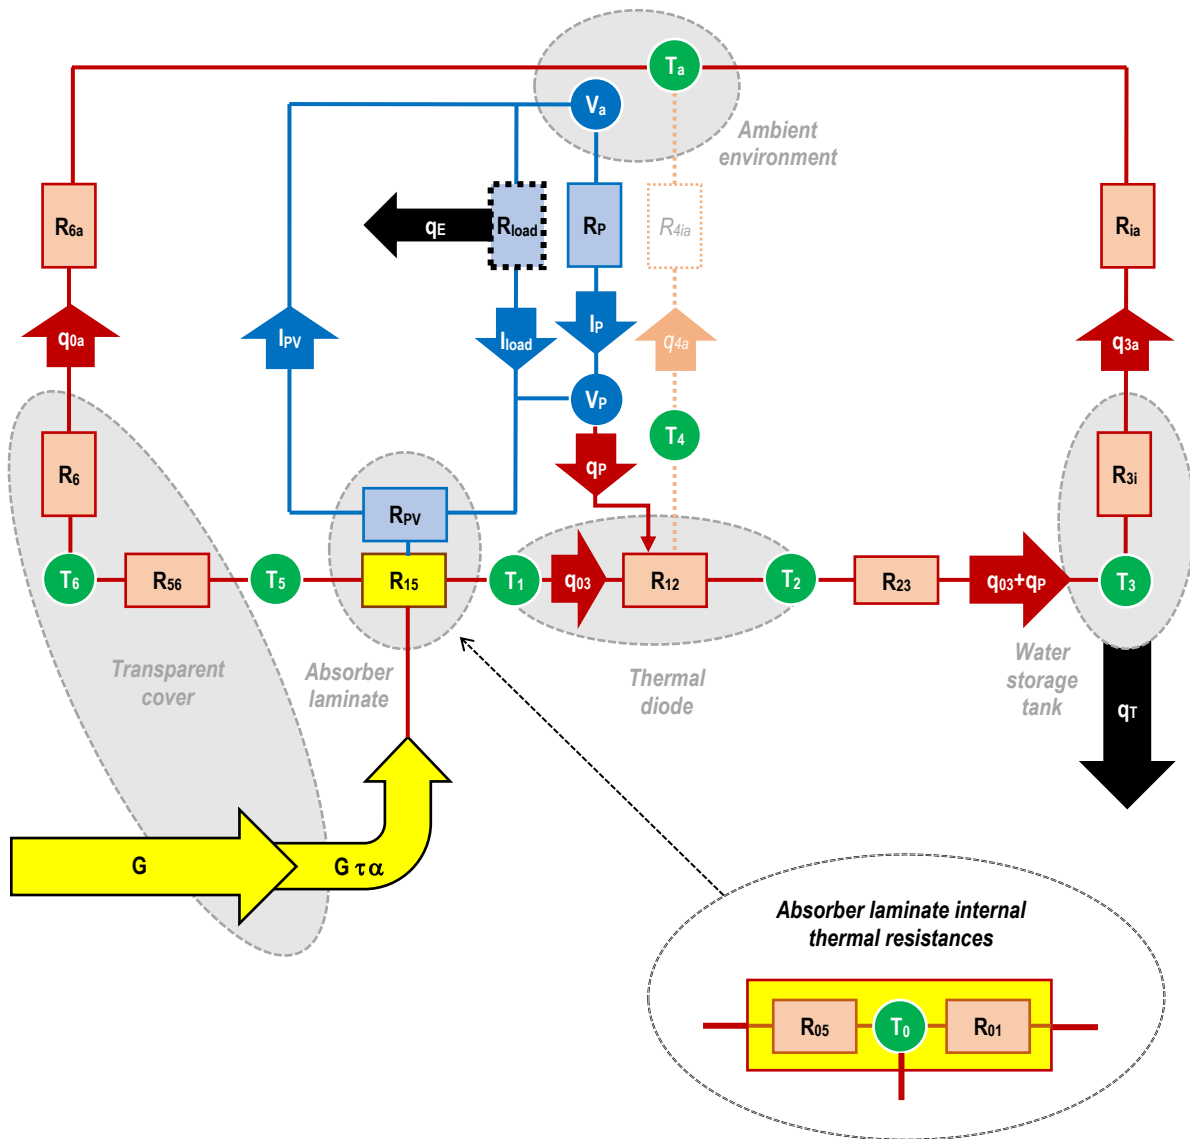 Ta
Va
Ambient
environment
R6a
qE
Rload
RP
R4ia
Ria
q0a
IPV
Iload
IP
q4a
q3a
VP
T4
R6
qP
R3i
RPV
T6
R56
T5
R15
T1
q03
R12
T2
R23
q03+qP
T3
Transparent
cover
Absorber
laminate
Thermal
diode
Water
storage
tank
qT
G
G τ α
Absorber laminate internal
thermal resistances
R05
T0
R01